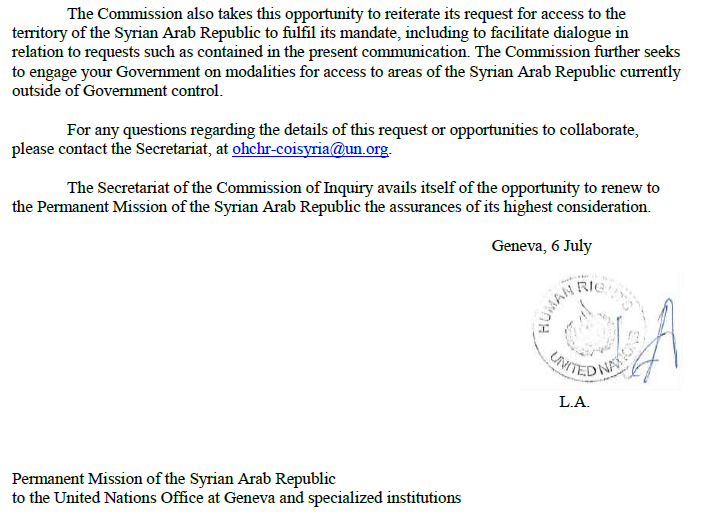 The Commission also takes this opportunity to reiterate its request for access to the
territory of the Syrian Arab Republic to fulfil its mandate, including to facilitate dialogue in
relation to requests such as contained in the present communication. The Commission further seeks
to engage your Government on modalities for access to areas of the Syrian Arab Republic currently
outside of Government control.
For any questions regarding the details of this request or opportunities to collaborate,
please contact the Secretariat, at ohchr-coisyria@un.org.
The Secretariat of the Commission of Inquiry avails itself of the opportunity to renew to
the Permanent Mission of the Syrian Arab Republic the assurances of its highest consideration.
Geneva, 6 July
HUMAN RIGHTS
UNITED NATIONS
L.A.
Permanent Mission of the Syrian Arab Republic
to the United Nations Office at Geneva and specialized institutions